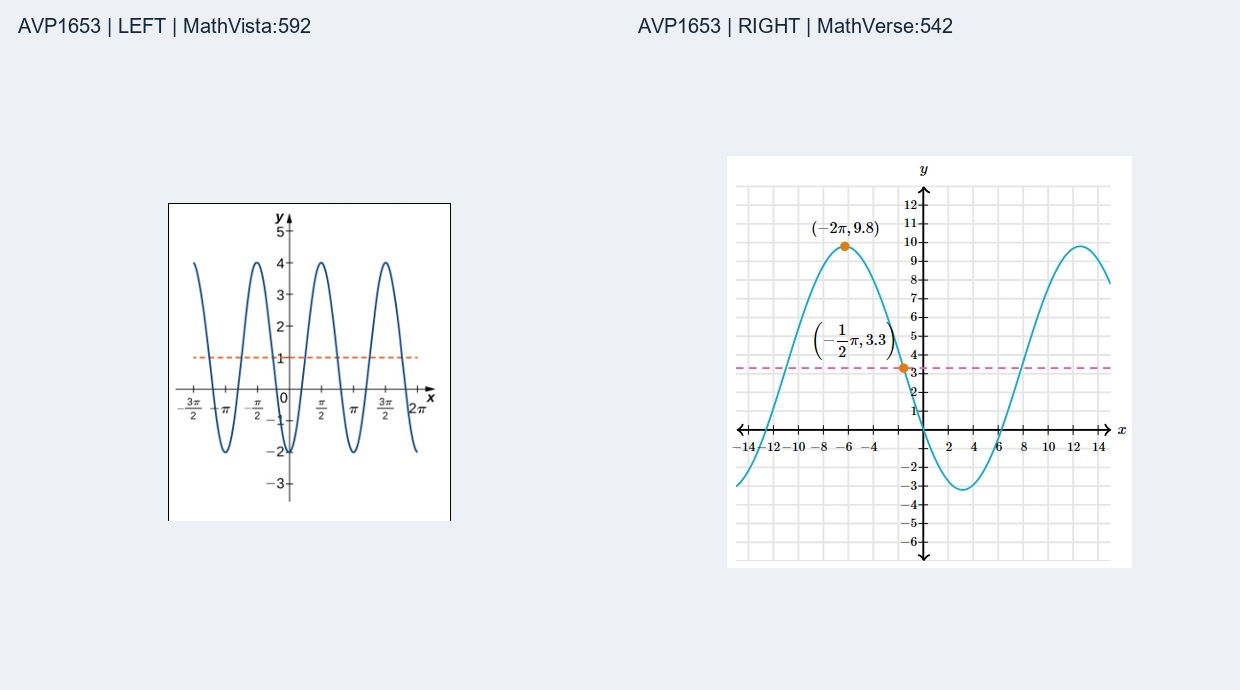 AVP1653 | LEFT | MathVista:592
AVP1653 | RIGHT | MathVerse:542
y
5
4
3
2
1
0
−1
−2
−3
−3π/2
−π
−π/2
π/2
π
3π/2
2π
x
y
12
11
10
9
8
7
6
5
4
3
2
1
−2
−3
−4
−5
−6
(−2π, 9.8)
(−1/2π, 3.3)
−14 −12 −10 −8 −6 −4 2 4 6 8 10 12 14
x